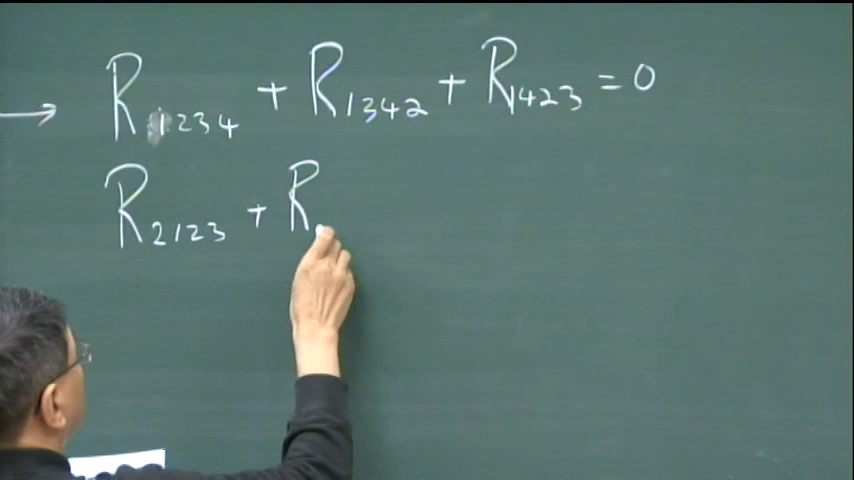 → R1234 + R1342 + R1423 = 0
R2123 + R